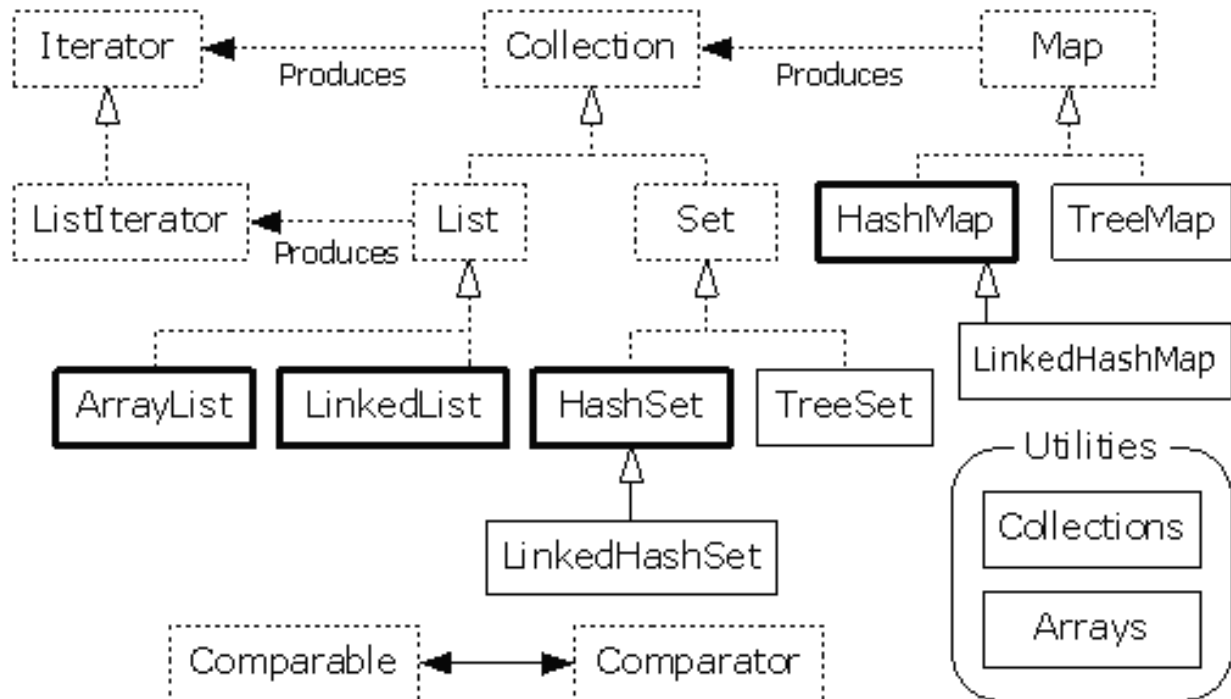 Iterator
Collection
Map
Produces
Produces
ListIterator
List
Set
HashMap
TreeMap
Produces
ArrayList
LinkedList
HashSet
TreeSet
LinkedHashMap
Utilities
Collections
LinkedHashSet
Arrays
Comparable
Comparator